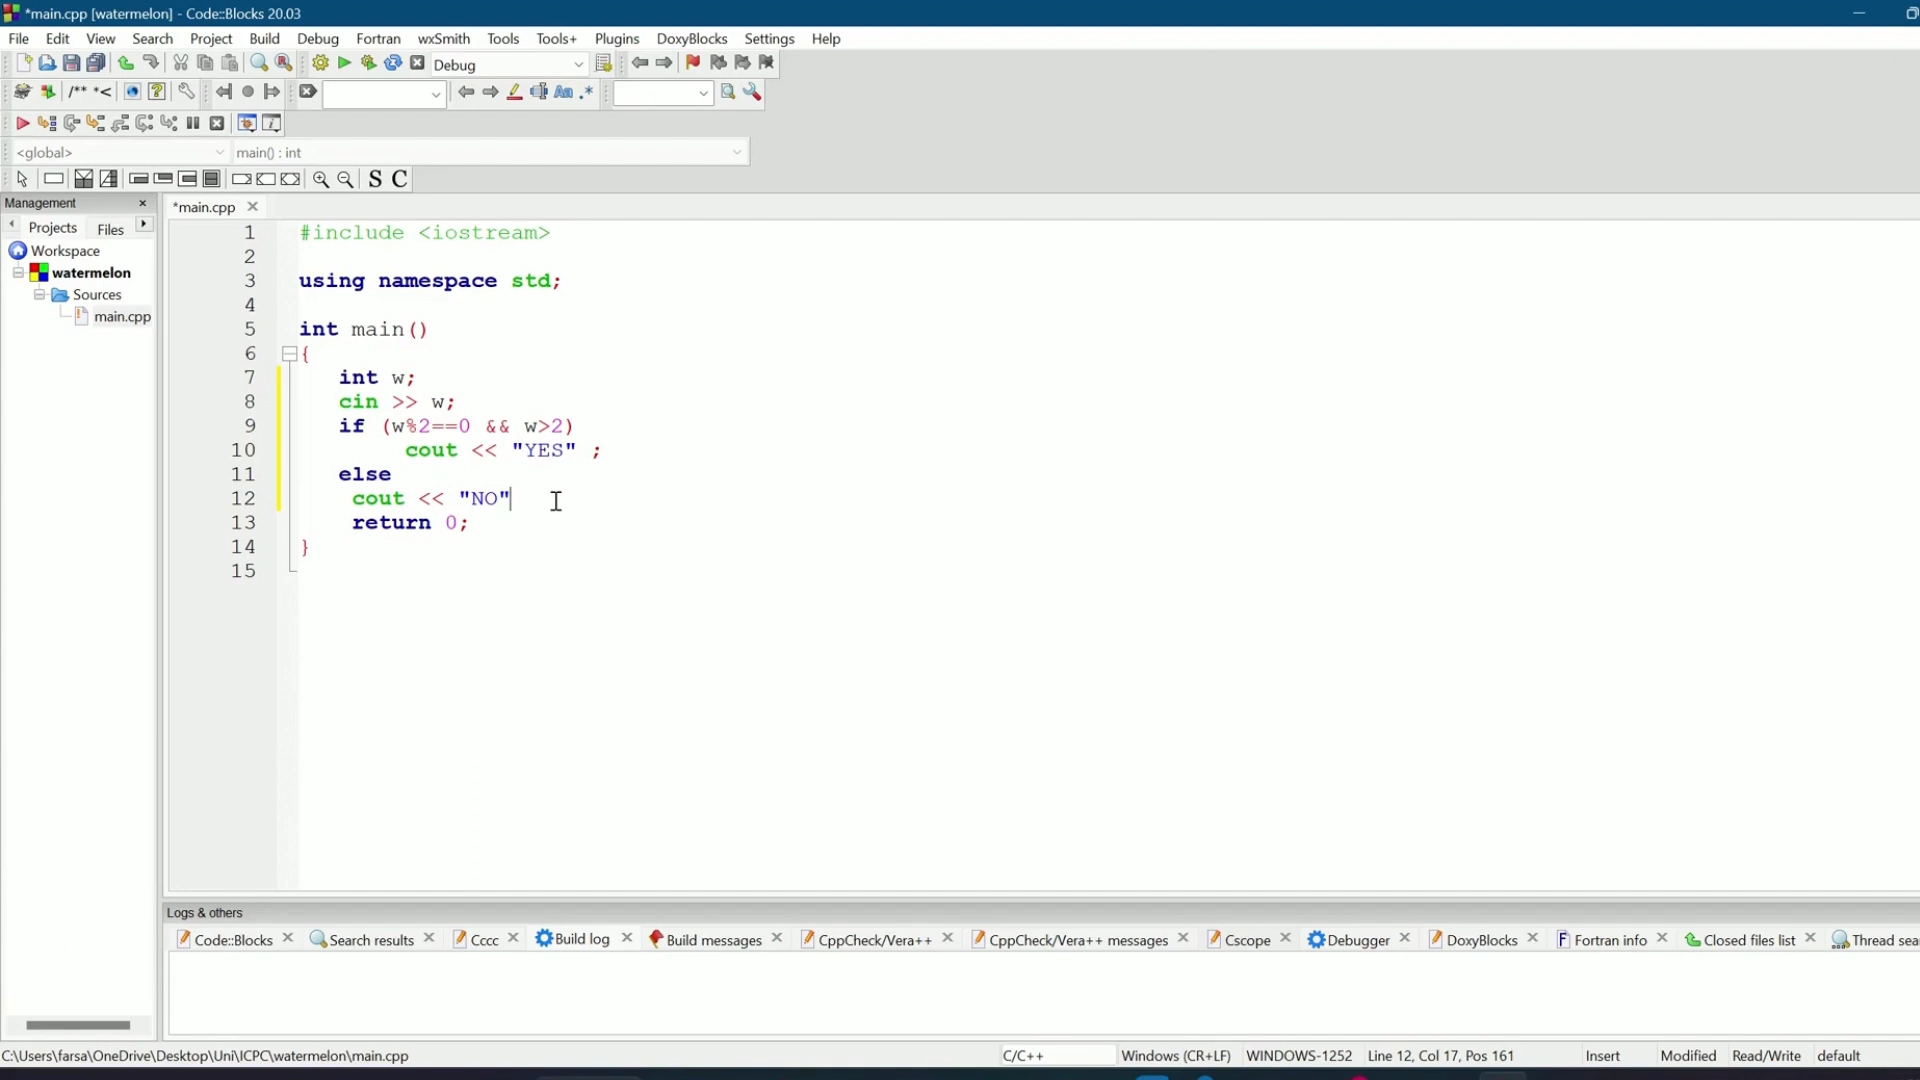 *main.cpp [watermelon] - Code::Blocks 20.03
File Edit View Search Project Build Debug Fortran wxSmith Tools Tools+ Plugins DoxyBlocks Settings Help
Debug
/** *<
Aa .*
<global> main() : int
S C
Management
Projects Files
Workspace
watermelon
Sources
main.cpp
*main.cpp
1 #include <iostream>
2
3 using namespace std;
4
5 int main()
6 {
7 int w;
8 cin >> w;
9 if (w%2==0 && w>2)
10 cout << "YES" ;
11 else
12 cout << "NO"
13 return 0;
14 }
15
Logs & others
Code::Blocks Search results Cccc Build log Build messages CppCheck/Vera++ CppCheck/Vera++ messages Cscope Debugger DoxyBlocks Fortran info Closed files list Thread sea
C:\Users\farsa\OneDrive\Desktop\Uni\ICPC\watermelon\main.cpp C/C++ Windows (CR+LF) WINDOWS-1252 Line 12, Col 17, Pos 161 Insert Modified Read/Write default